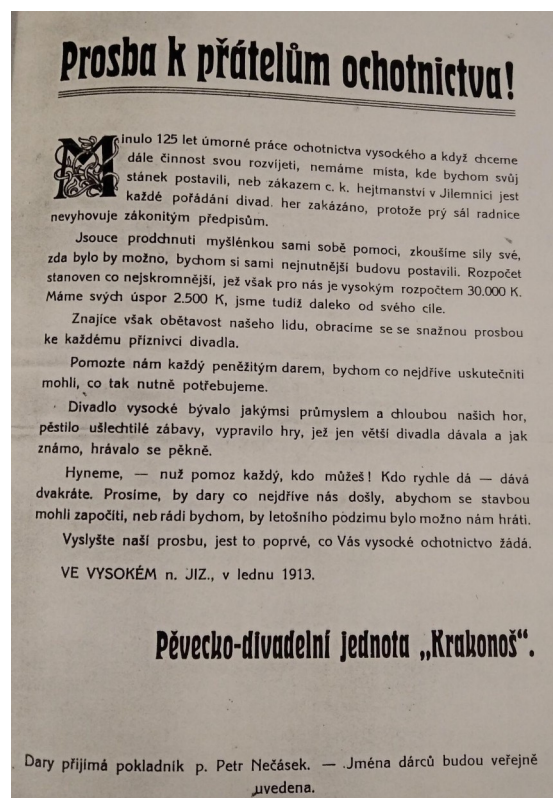 Prosba k přátelům ochotnictva!
Minulo 125 let úmorné práce ochotnictva vysockého a když chceme
dále činnost svou rozvijeti, nemáme místa, kde bychom svůj
stánek postavili, neb zákazem c. k. hejtmanství v Jilemnici jest
každé pořádání divad. her zakázáno, protože prý sál radnice
nevyhovuje zákonitým předpisům.
Jsouce prodchnuti myšlénkou sami sobě pomoci, zkoušíme síly své,
zda bylo by možno, bychom si sami nejnutnější budovu postavili. Rozpočet
stanoven co nejskromnější, jež však pro nás je vysokým rozpočtem 30.000 K.
Máme svých úspor 2.500 K, jsme tudíž daleko od svého cíle.
Znajíce však obětavost našeho lidu, obracíme se se snažnou prosbou
ke každému příznivci divadla.
Pomozte nám každý peněžitým darem, bychom co nejdříve uskutečniti
mohli, co tak nutně potřebujeme.
Divadlo vysocké bývalo jakýmsi průmyslem a chloubou našich hor,
pěstilo ušlechtilé zábavy, vypravilo hry, jež jen větší divadla dávala a jak
známo, hrávalo se pěkně.
Hyneme, — nuž pomoz každý, kdo můžeš! Kdo rychle dá — dává
dvakráte. Prosíme, by dary co nejdříve nás došly, abychom se stavbou
mohli započíti, neb rádi bychom, by letošního podzimu bylo možno nám hráti.
Vyslyšte naší prosbu, jest to poprvé, co Vás vysocké ochotnictvo žádá.
VE VYSOKÉM n. JIZ., v lednu 1913.
Pěvecko-divadelní jednota „Krakonoš“.
Dary přijímá pokladník p. Petr Nečásek. — Jména dárců budou veřejně
uvedena.